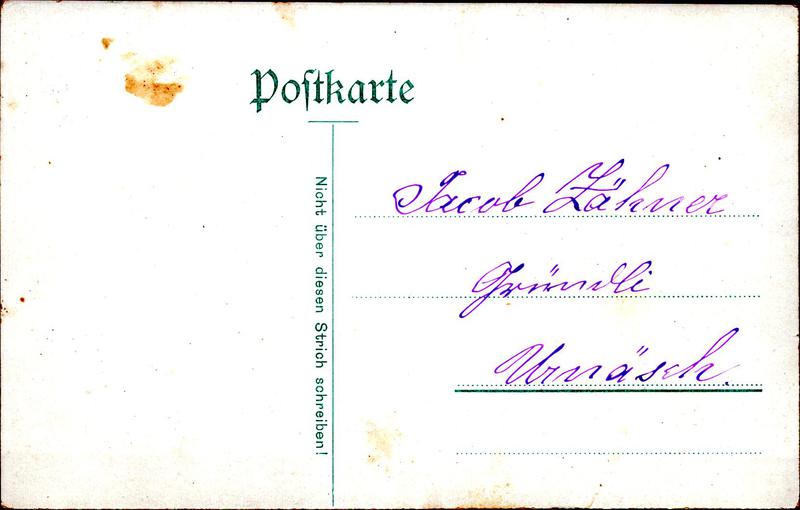 Postkarte
Nicht über diesen Strich schreiben!
Jacob Zähner
Gründli
Urnäsch.